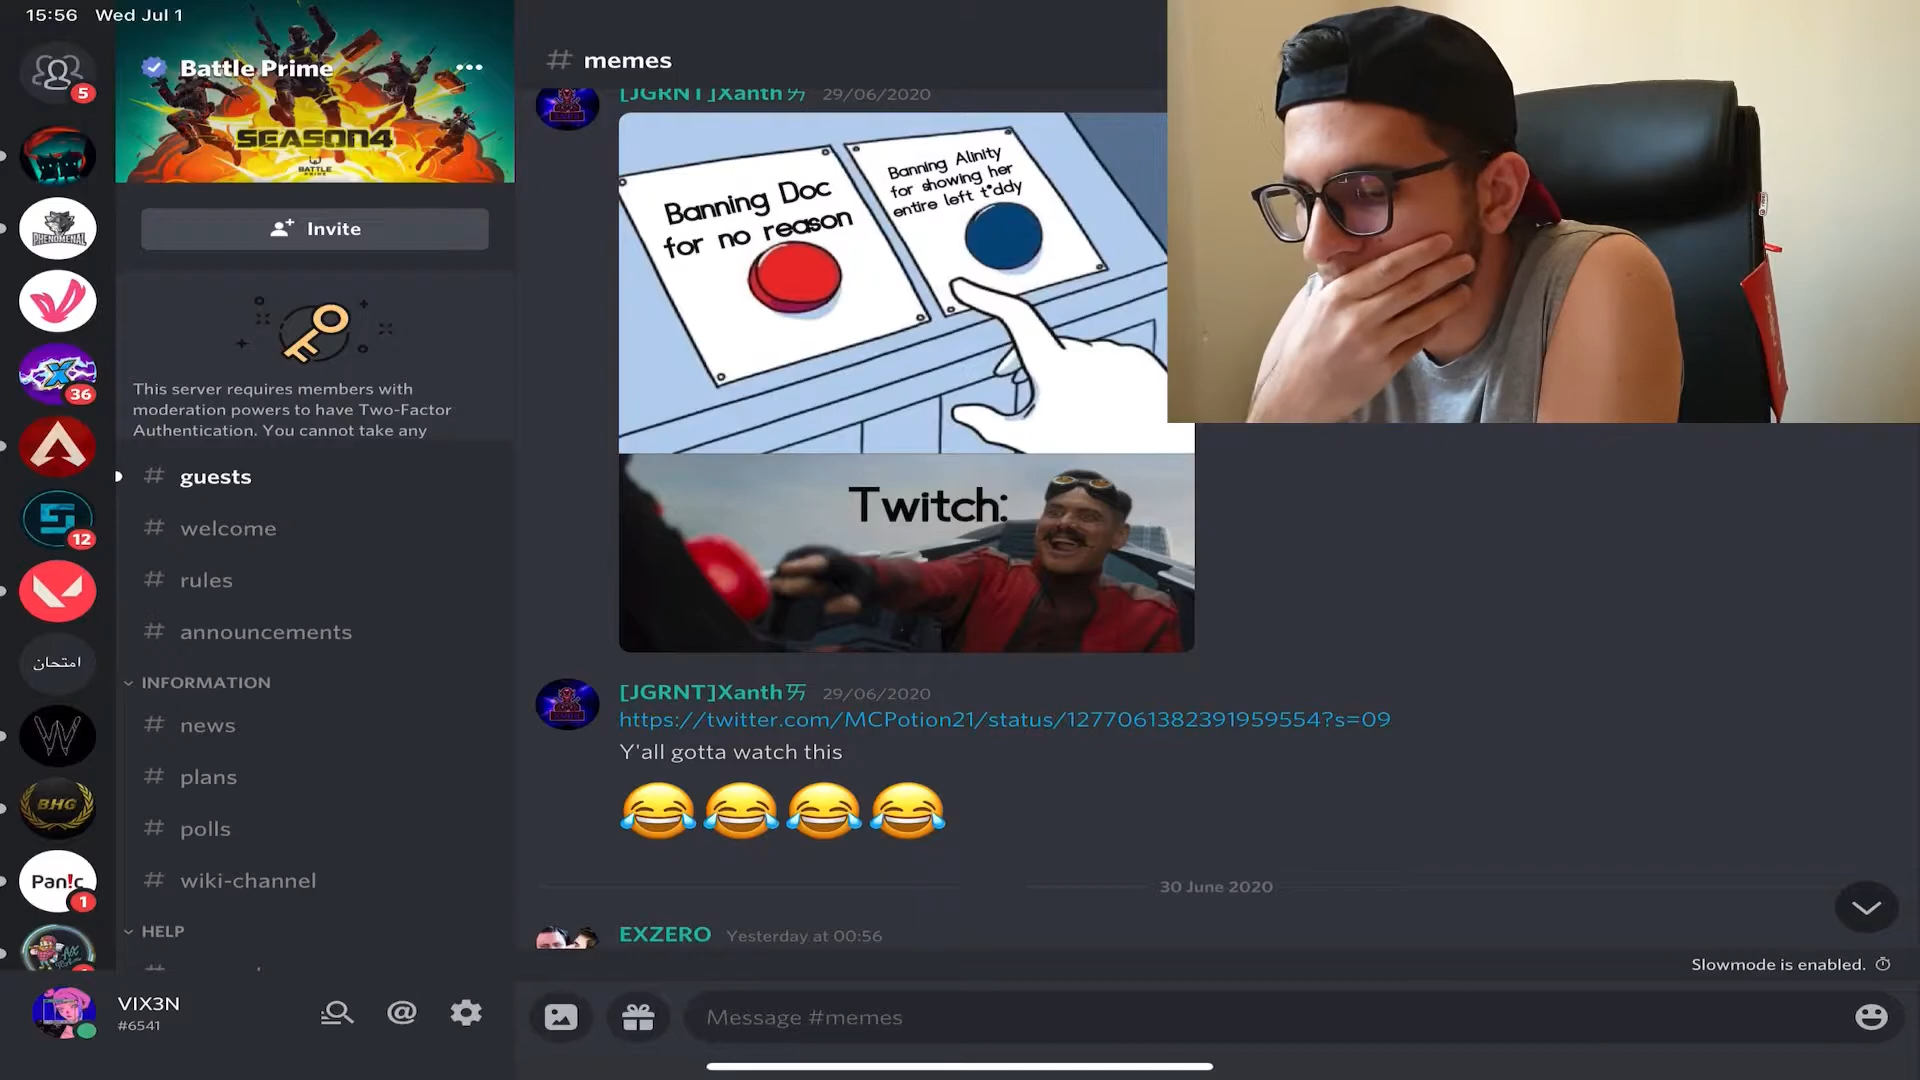 15:56 Wed Jul 1
5
PHENOMENAL
36
12
امتحان
BHG
Pan!c
1
Battle Prime
SEASON4
BATTLE
PRIME
Invite
This server requires members with
moderation powers to have Two-Factor
Authentication. You cannot take any
# guests
# welcome
# rules
# announcements
INFORMATION
# news
# plans
# polls
# wiki-channel
HELP
VIX3N
#6541
# memes
[JGRNT]Xanth 29/06/2020
Banning Doc
for no reason
Banning Alinity
for showing her
entire left t*ddy
Twitch:
[JGRNT]Xanth 29/06/2020
https://twitter.com/MCPotion21/status/1277061382391959554?s=09
Y'all gotta watch this
😂😂😂😂
30 June 2020
EXZERO Yesterday at 00:56
Slowmode is enabled.
Message #memes